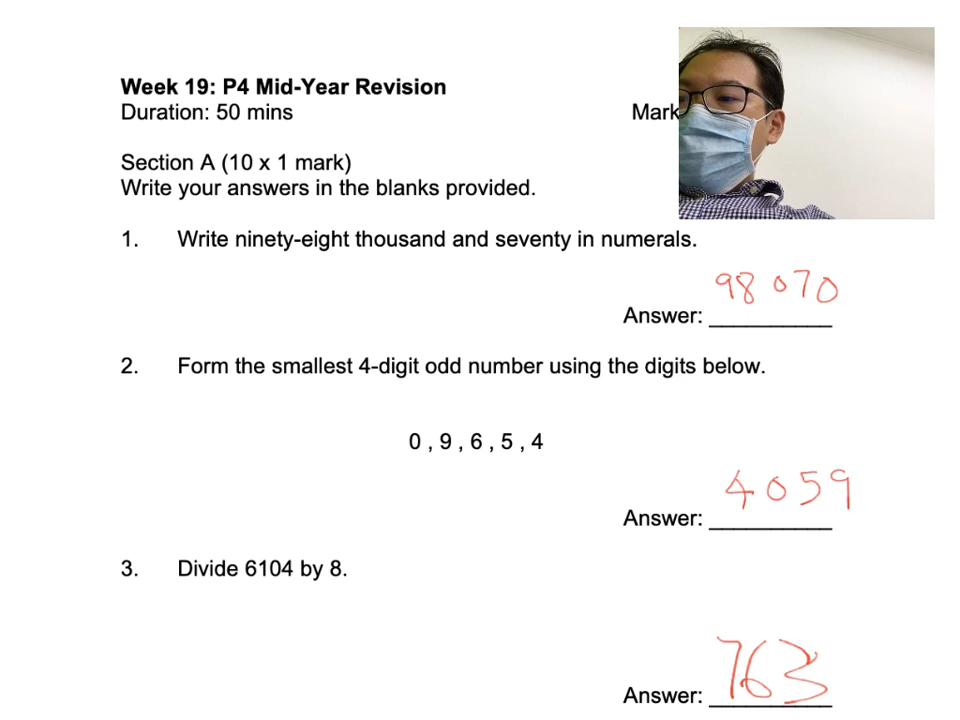 Week 19: P4 Mid-Year Revision
Duration: 50 mins
Mark
Section A (10 x 1 mark)
Write your answers in the blanks provided.
1. Write ninety-eight thousand and seventy in numerals.
98 070
Answer: __________
2. Form the smallest 4-digit odd number using the digits below.
0 , 9 , 6 , 5 , 4
4059
Answer: __________
3. Divide 6104 by 8.
763
Answer: __________